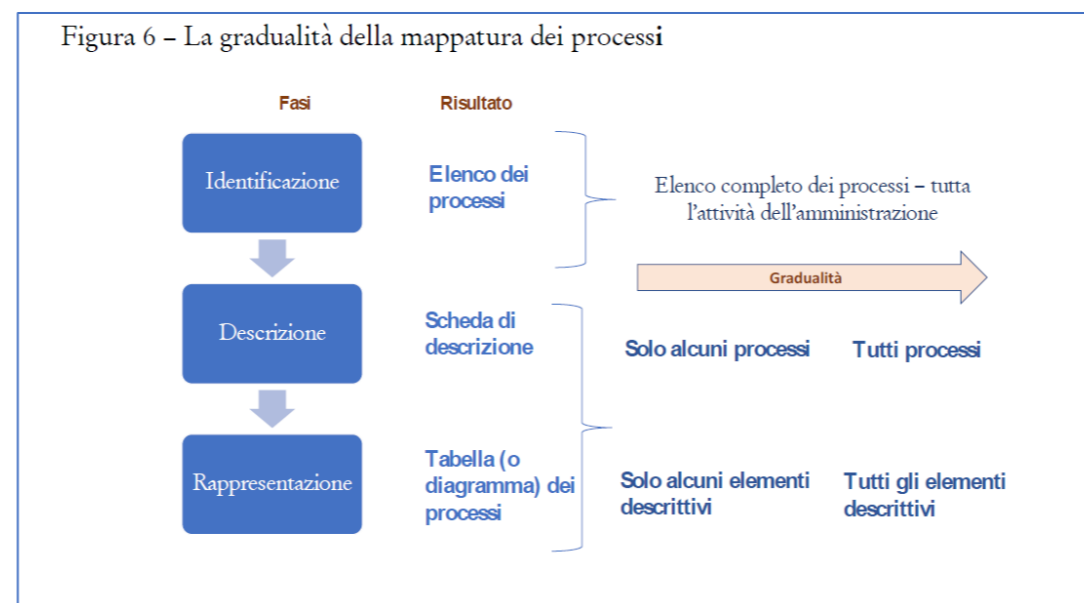 Figura 6 – La gradualità della mappatura dei processi
Fasi
Risultato
Identificazione
Elenco dei
processi
Elenco completo dei processi – tutta
l'attività dell'amministrazione
Gradualità
Descrizione
Scheda di
descrizione
Solo alcuni processi
Tutti processi
Rappresentazione
Tabella (o
diagramma) dei
processi
Solo alcuni elementi
descrittivi
Tutti gli elementi
descrittivi